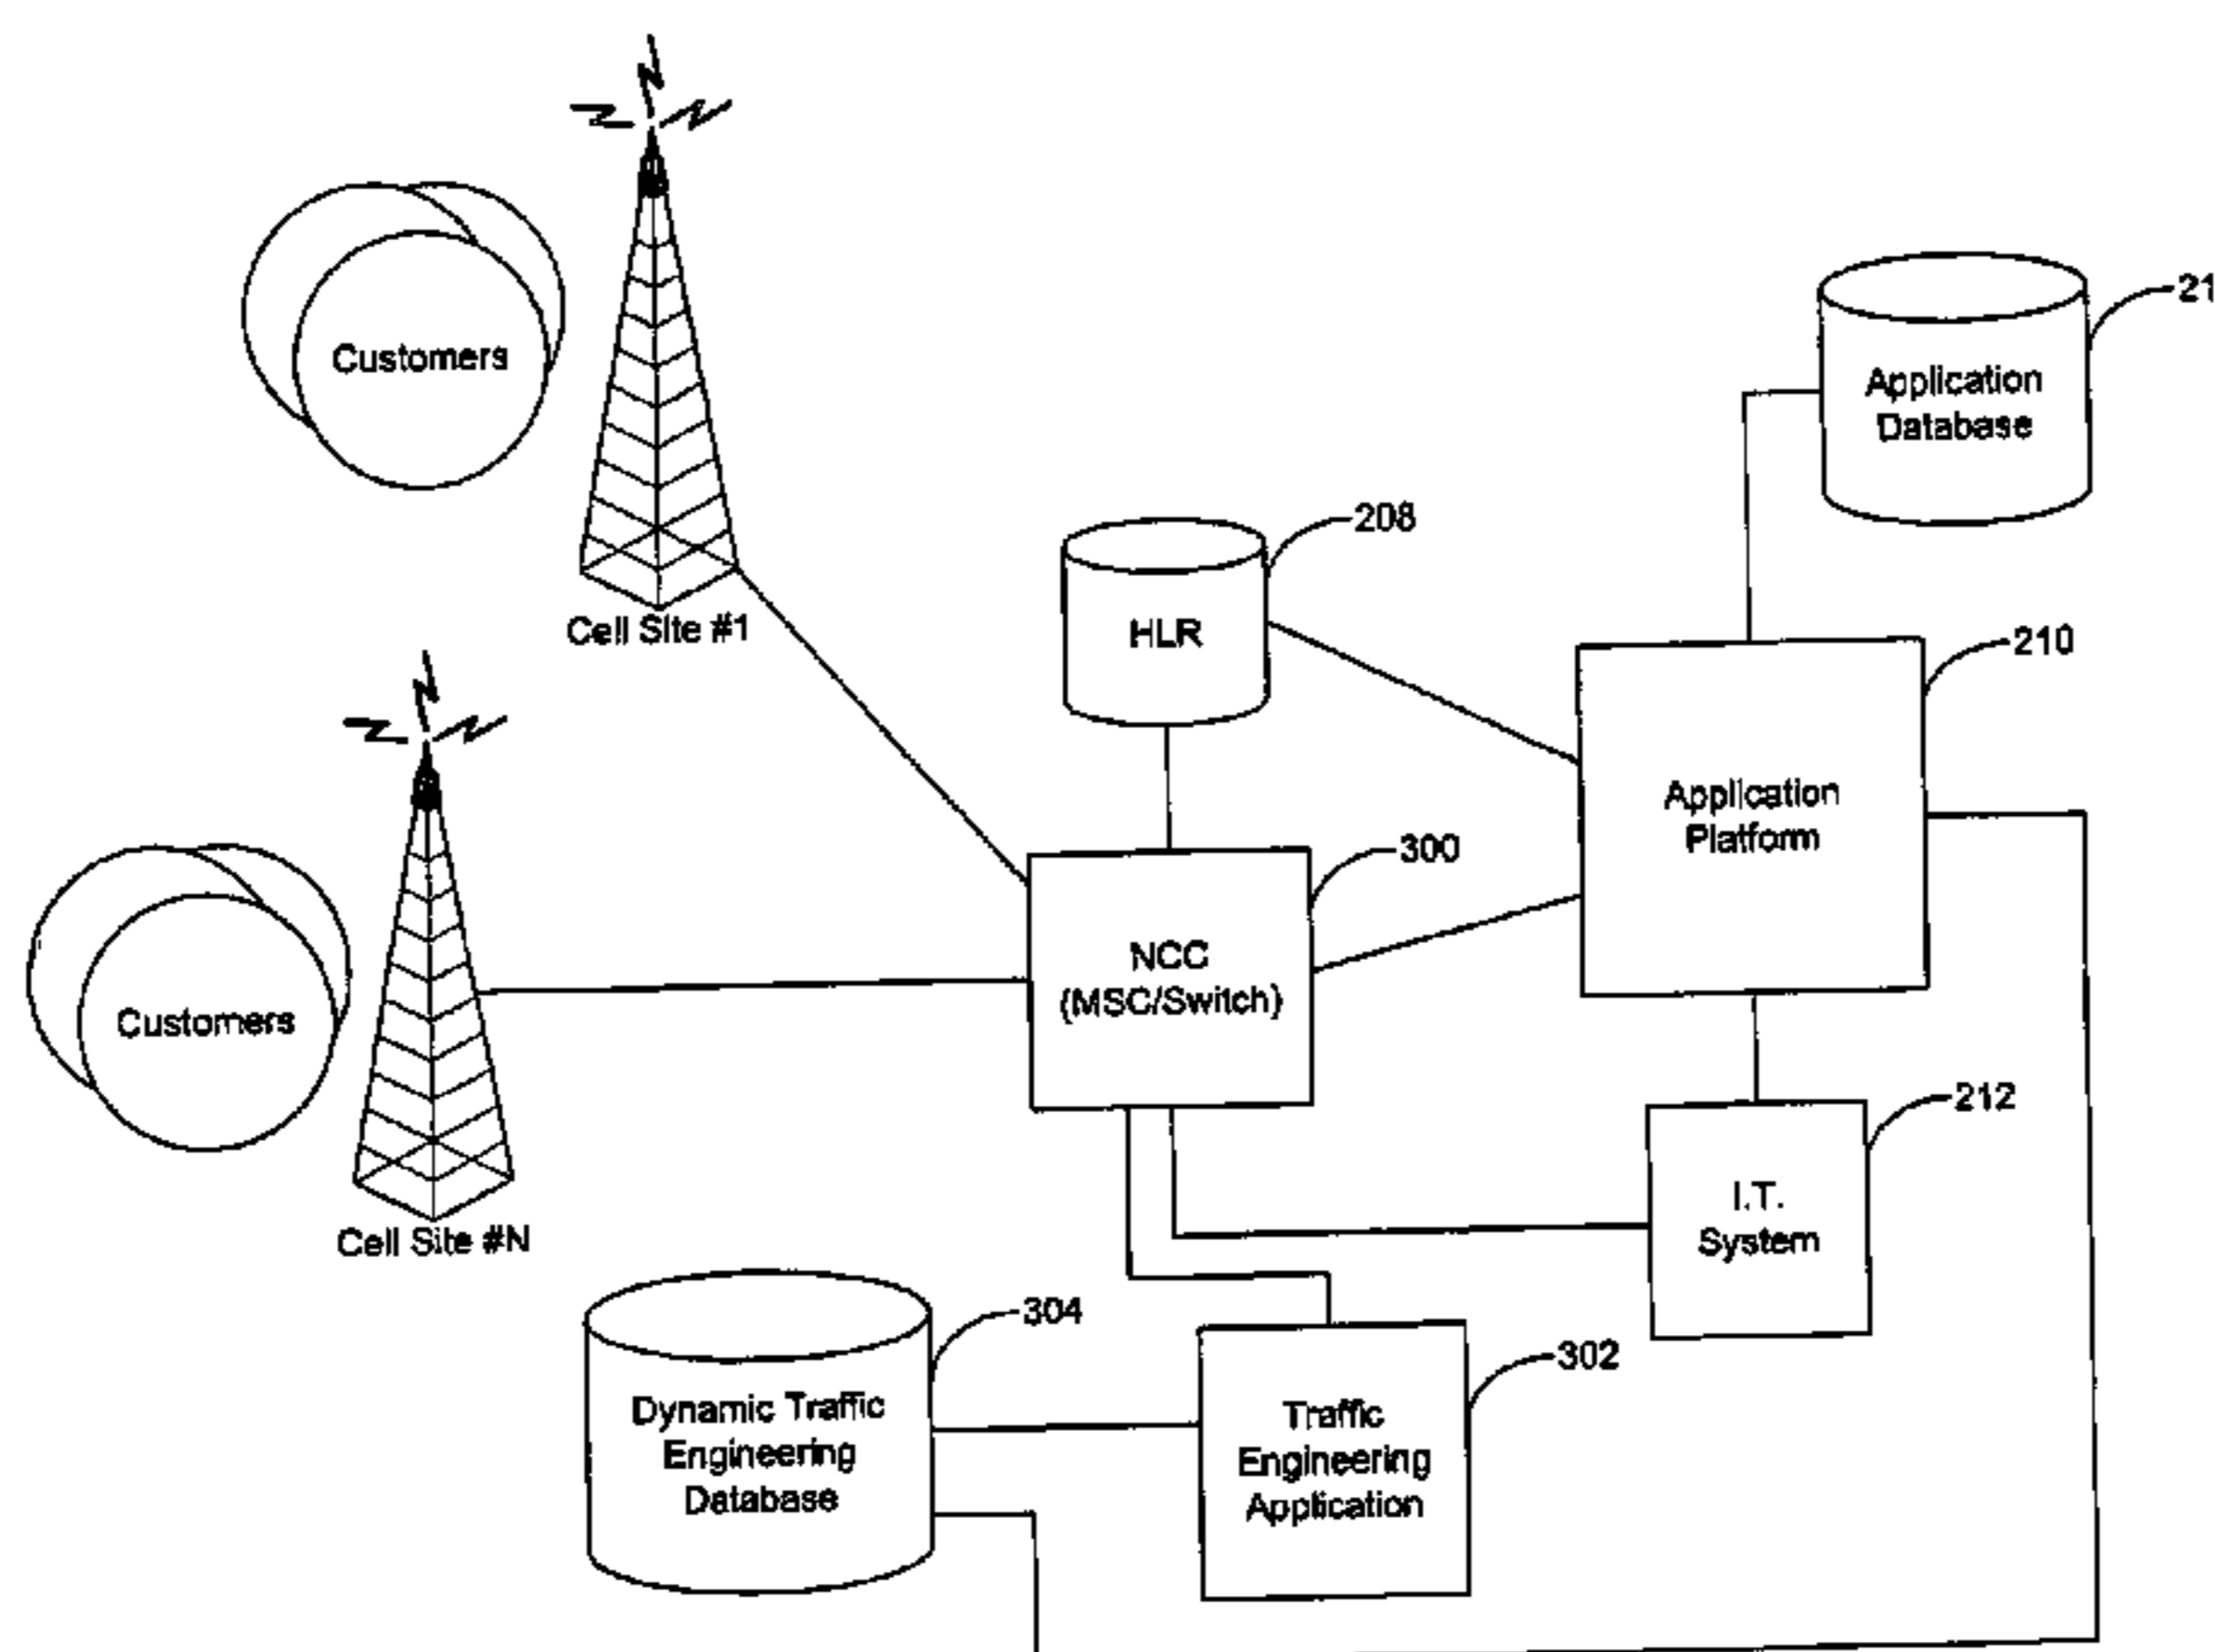 Customers
Application
Database
21
208
Cell Site #1
HLR
210
Application
Platform
300
NCC
(MSC/Switch)
Customers
212
I.T.
System
Cell Site #N
304
302
Dynamic Traffic
Engineering
Database
Traffic
Engineering
Application